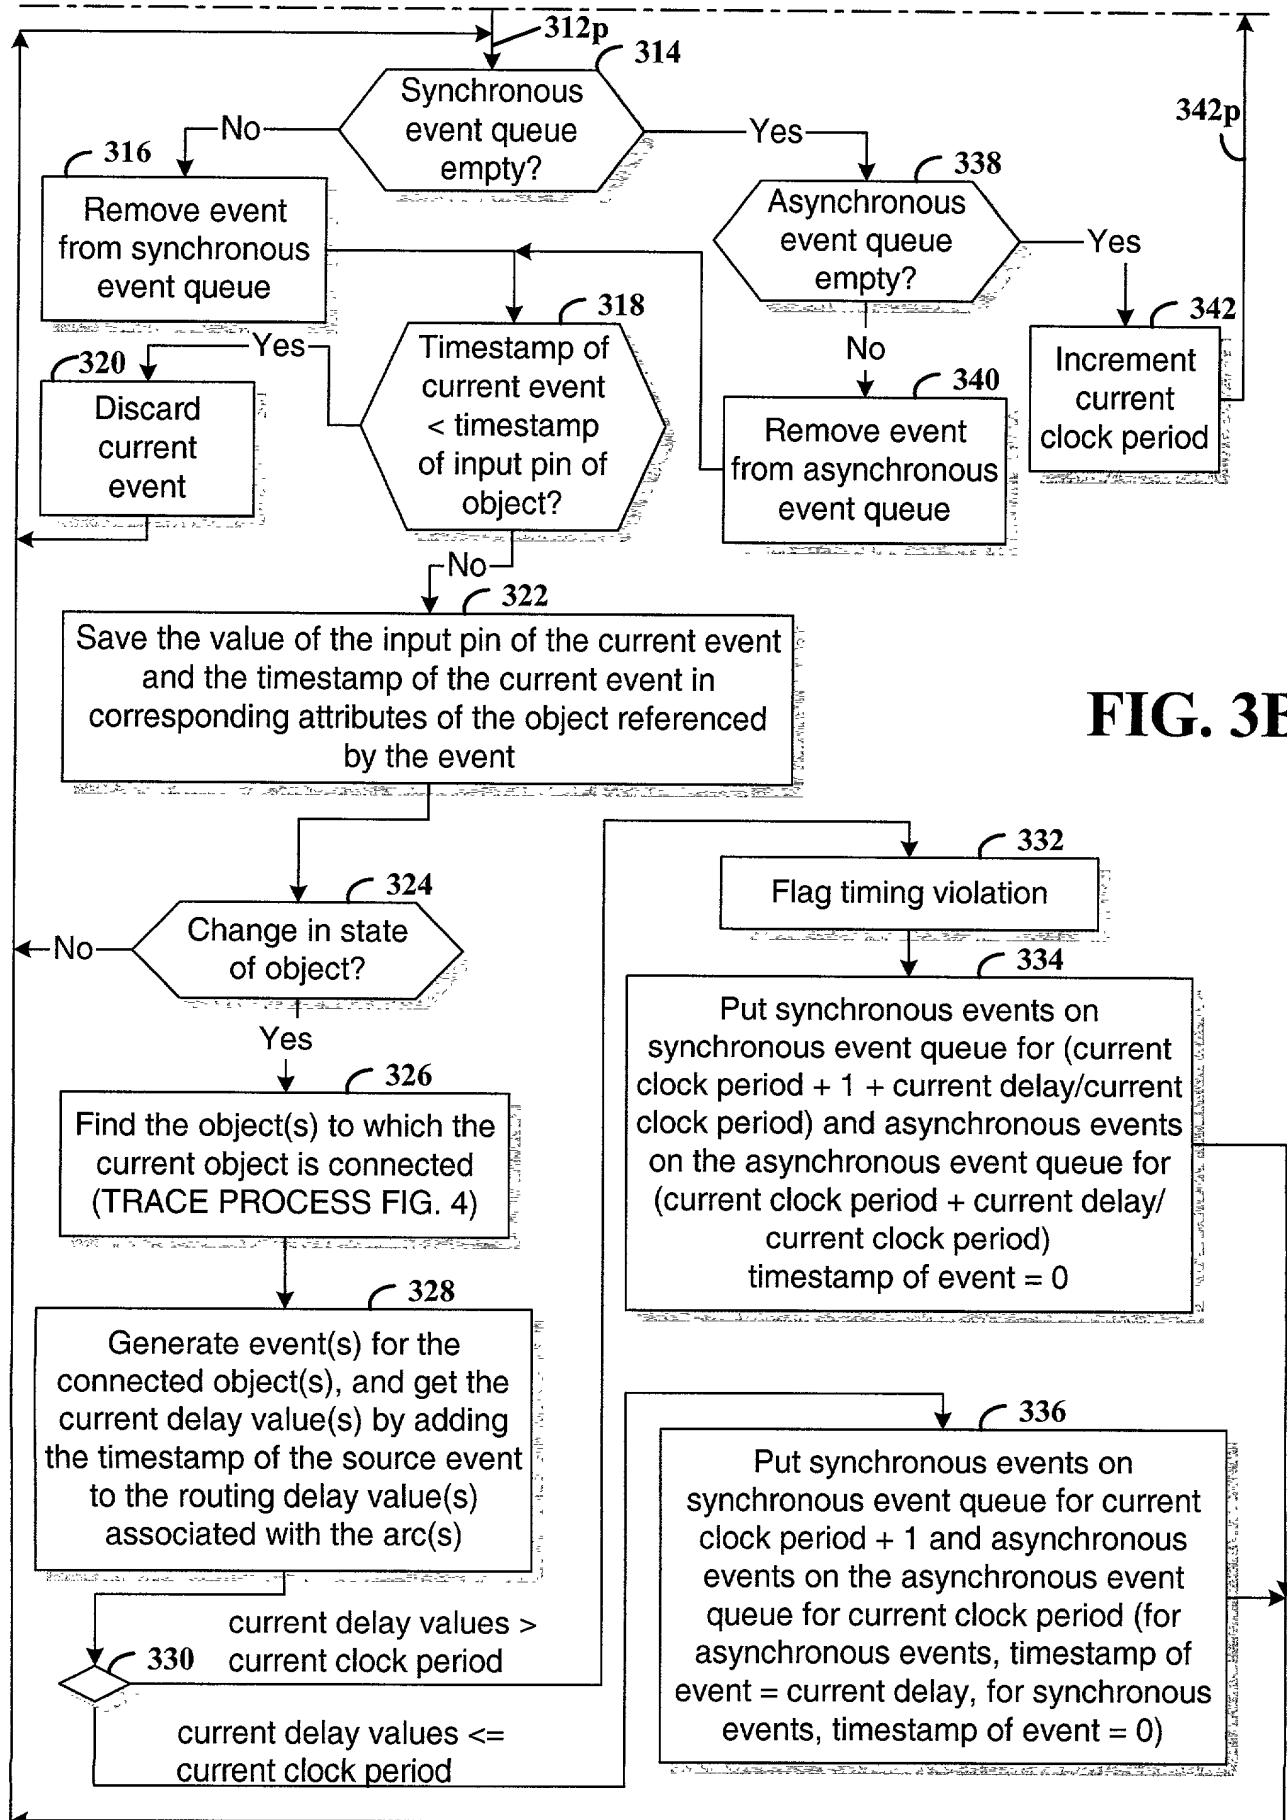 312p
314
Synchronous
event queue
empty?
No
Yes
342p
316
Remove event
from synchronous
event queue
338
Asynchronous
event queue
empty?
Yes
No
342
Increment
current
clock period
318
Timestamp of
current event
< timestamp
of input pin of
object?
Yes
320
Discard
current
event
340
Remove event
from asynchronous
event queue
No
322
Save the value of the input pin of the current event
and the timestamp of the current event in
corresponding attributes of the object referenced
by the event
FIG. 3B
324
Change in state
of object?
No
Yes
326
Find the object(s) to which the
current object is connected
(TRACE PROCESS FIG. 4)
328
Generate event(s) for the
connected object(s), and get the
current delay value(s) by adding
the timestamp of the source event
to the routing delay value(s)
associated with the arc(s)
330
current delay values >
current clock period
current delay values <=
current clock period
332
Flag timing violation
334
Put synchronous events on
synchronous event queue for (current
clock period + 1 + current delay/current
clock period) and asynchronous events
on the asynchronous event queue for
(current clock period + current delay/
current clock period)
timestamp of event = 0
336
Put synchronous events on
synchronous event queue for current
clock period + 1 and asynchronous
events on the asynchronous event
queue for current clock period (for
asynchronous events, timestamp of
event = current delay, for synchronous
events, timestamp of event = 0)